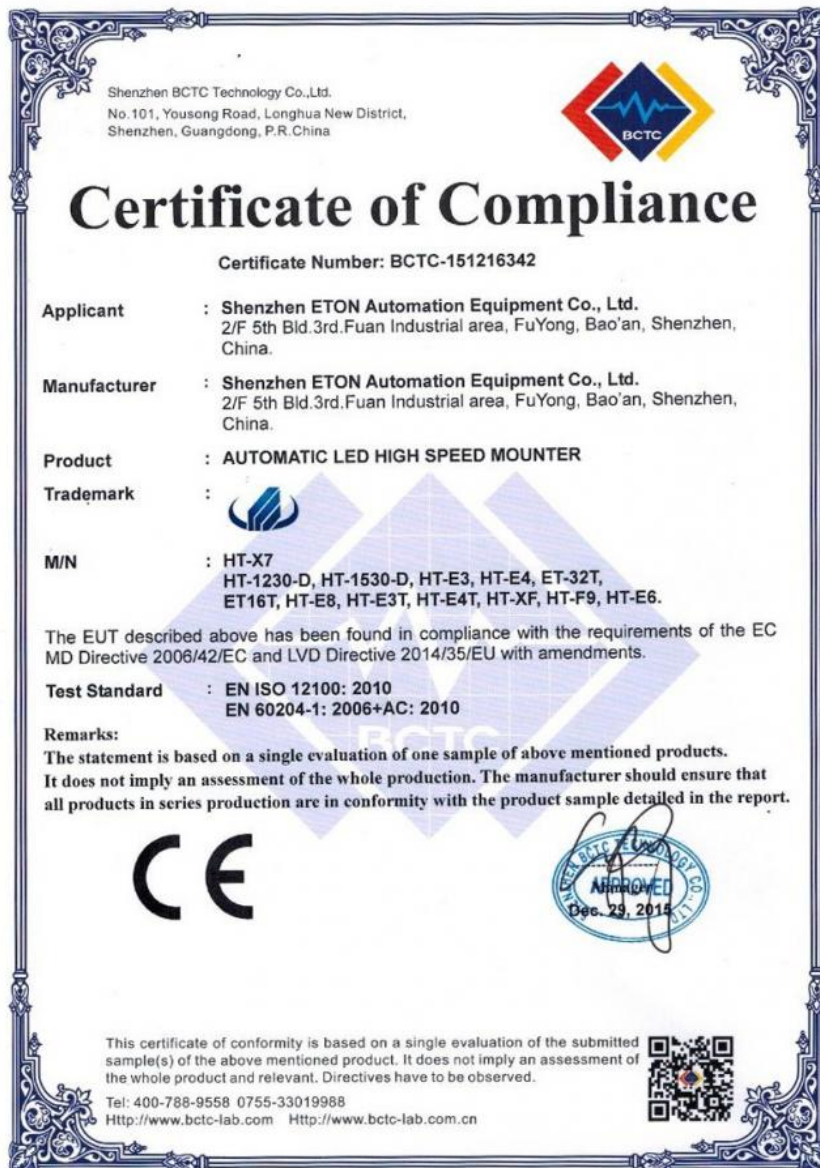 Shenzhen BCTC Technology Co.,Ltd.
No.101, Yousong Road, Longhua New District,
Shenzhen, Guangdong, P.R.China
BCTC
Certificate of Compliance
Certificate Number: BCTC-151216342
Applicant : Shenzhen ETON Automation Equipment Co., Ltd.
2/F 5th Bld.3rd.Fuan Industrial area, FuYong, Bao'an, Shenzhen,
China.
Manufacturer : Shenzhen ETON Automation Equipment Co., Ltd.
2/F 5th Bld.3rd.Fuan Industrial area, FuYong, Bao'an, Shenzhen,
China.
Product : AUTOMATIC LED HIGH SPEED MOUNTER
Trademark :
M/N : HT-X7
HT-1230-D, HT-1530-D, HT-E3, HT-E4, ET-32T,
ET16T, HT-E8, HT-E3T, HT-E4T, HT-XF, HT-F9, HT-E6.
The EUT described above has been found in compliance with the requirements of the EC
MD Directive 2006/42/EC and LVD Directive 2014/35/EU with amendments.
Test Standard : EN ISO 12100: 2010
EN 60204-1: 2006+AC: 2010
BCTC
Remarks:
The statement is based on a single evaluation of one sample of above mentioned products.
It does not imply an assessment of the whole production. The manufacturer should ensure that
all products in series production are in conformity with the product sample detailed in the report.
CE
SHENZHEN BCTC TECHNOLOGY CO., LTD
APPROVED
Manager
Dec. 29, 2015
This certificate of conformity is based on a single evaluation of the submitted
sample(s) of the above mentioned product. It does not imply an assessment of
the whole product and relevant. Directives have to be observed.
Tel: 400-788-9558 0755-33019988
Http://www.bctc-lab.com Http://www.bctc-lab.com.cn